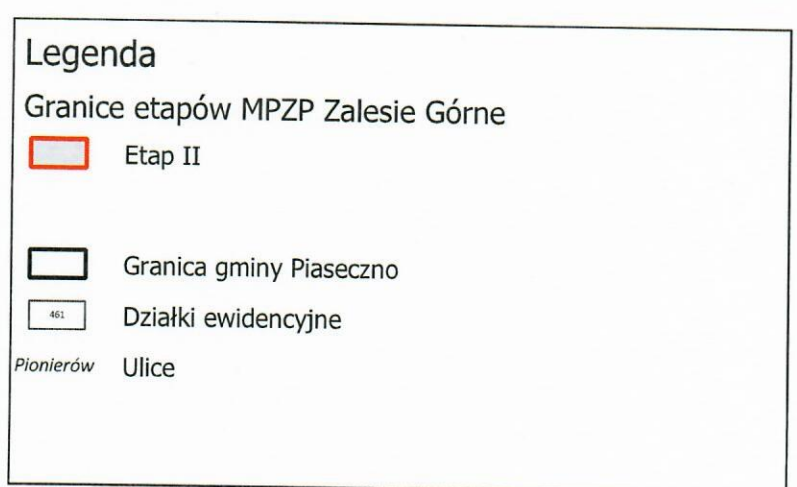 Legenda
Granice etapów MPZP Zalesie Górne
Etap II
Granica gminy Piaseczno
461 Działki ewidencyjne
Pionierów Ulice